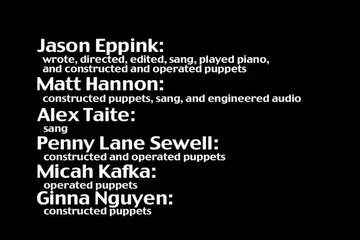 Jason Eppink:
wrote, directed, edited, sang, played piano,
and constructed and operated puppets
Matt Hannon:
constructed puppets, sang, and engineered audio
Alex Taite:
sang
Penny Lane Sewell:
constructed and operated puppets
Micah Kafka:
operated puppets
Ginna Nguyen:
constructed puppets